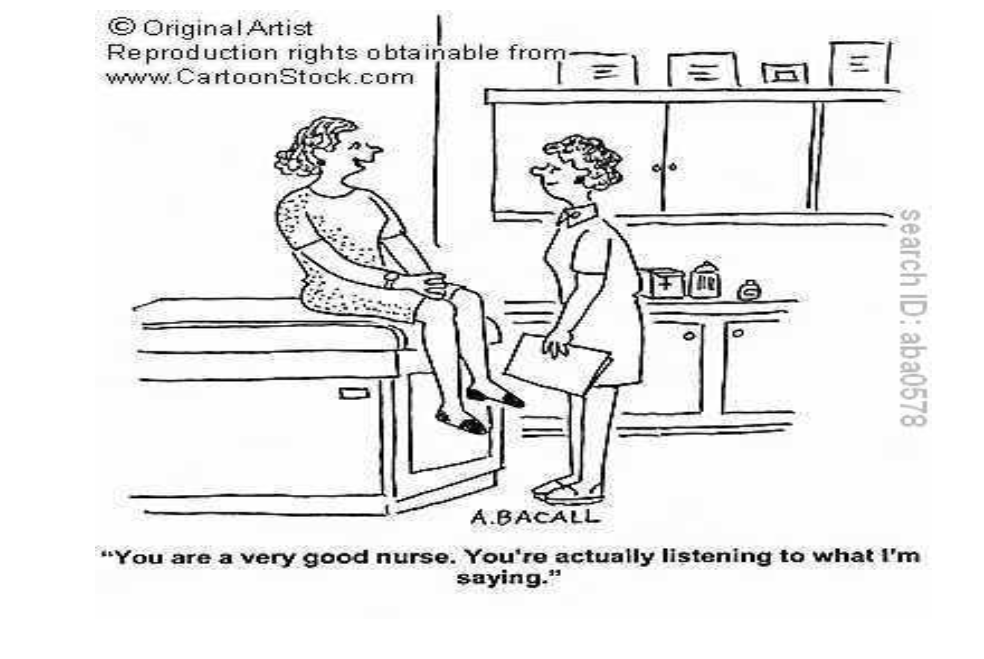 © Original Artist
Reproduction rights obtainable from
www.CartoonStock.com
search ID: aba0578
A.BACALL
"You are a very good nurse. You're actually listening to what I'm
saying."